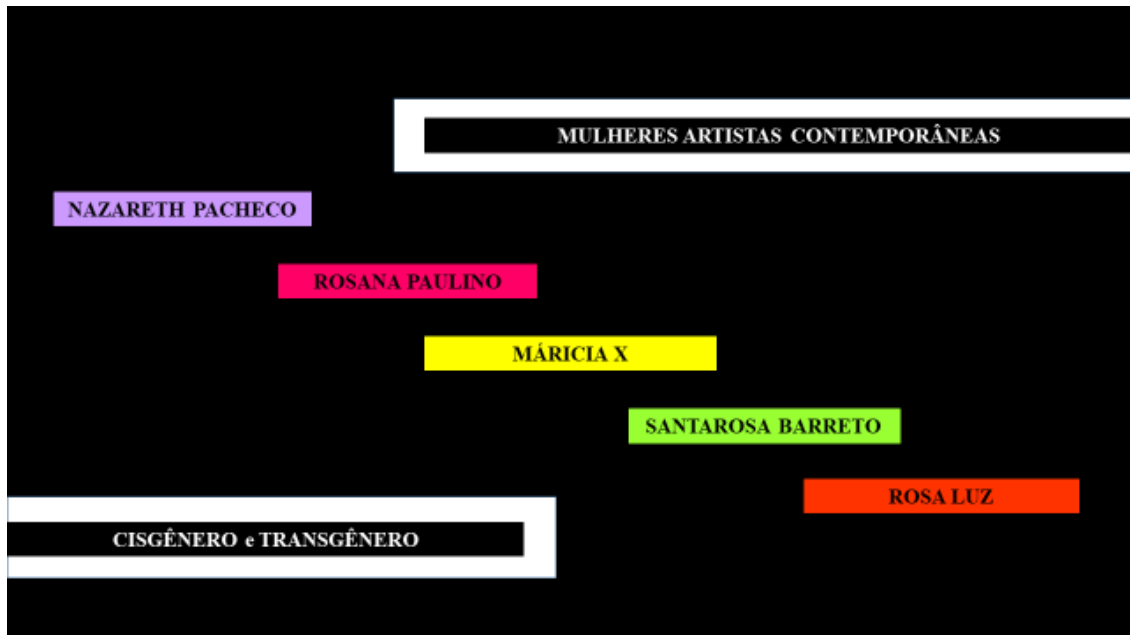 MULHERES ARTISTAS CONTEMPORÂNEAS
NAZARETH PACHECO
ROSANA PAULINO
MÁRICIA X
SANTAROSA BARRETO
ROSA LUZ
CISGÊNERO e TRANSGÊNERO